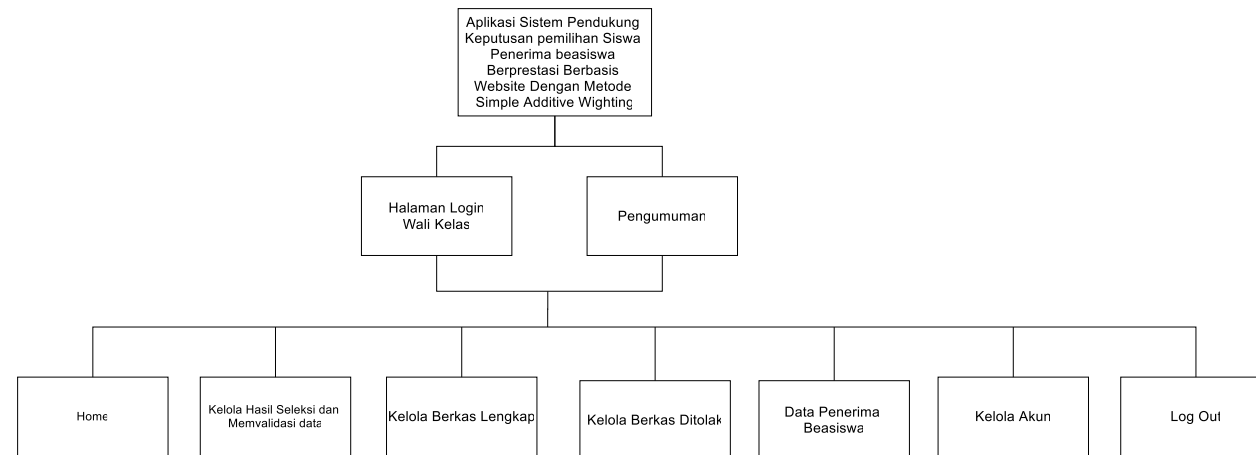 Aplikasi Sistem Pendukung
Keputusan pemilihan Siswa
Penerima beasiswa
Berprestasi Berbasis
Website Dengan Metode
Simple Additive Wighting
Halaman Login
Wali Kelas
Pengumuman
Home
Kelola Hasil Seleksi dan
Memvalidasi data
Kelola Berkas Lengkap
Kelola Berkas Ditolak
Data Penerima
Beasiswa
Kelola Akun
Log Out